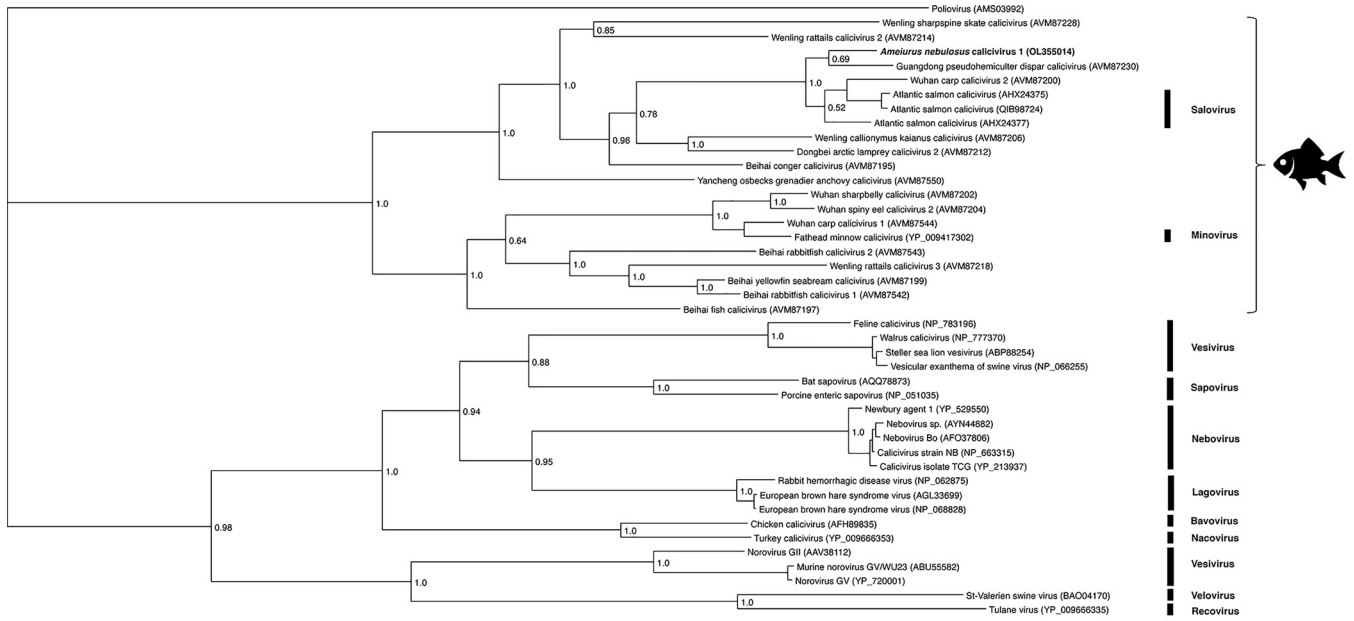 Poliovirus (AMS03992)
Wenling sharpspine skate calicivirus (AVM87228)
0.85
Wenling rattails calicivirus 2 (AVM87214)
Ameiurus nebulosus calicivirus 1 (OL355014)
0.69
Guangdong pseudohemiculter dispar calicivirus (AVM87230)
1.0
1.0
Wuhan carp calicivirus 2 (AVM87200)
Atlantic salmon calicivirus (AHX24375)
0.52
Atlantic salmon calicivirus (QIB98724)
Salovirus
0.78
Atlantic salmon calicivirus (AHX24377)
1.0
Wenling callionymus kaianus calicivirus (AVM87206)
0.96
1.0
Dongbei arctic lamprey calicivirus 2 (AVM87212)
Beihai conger calicivirus (AVM87195)
Yancheng osbecks grenadier anchovy calicivirus (AVM87550)
1.0
Wuhan sharpbelly calicivirus (AVM87202)
1.0
Wuhan spiny eel calicivirus 2 (AVM87204)
1.0
Wuhan carp calicivirus 1 (AVM87544)
Fathead minnow calicivirus (YP_009417302)
Minovirus
0.64
Beihai rabbitfish calicivirus 2 (AVM87543)
1.0
Wenling rattails calicivirus 3 (AVM87218)
1.0
1.0
Beihai yellowfin seabream calicivirus (AVM87199)
1.0
Beihai rabbitfish calicivirus 1 (AVM87542)
Beihai fish calicivirus (AVM87197)
Feline calicivirus (NP_783196)
1.0
Walrus calicivirus (NP_777370)
Steller sea lion vesivirus (ABP88254)
Vesivirus
0.88
Vesicular exanthema of swine virus (NP_066255)
Bat sapovirus (AQQ78873)
1.0
Sapovirus
Porcine enteric sapovirus (NP_051035)
0.94
Newbury agent 1 (YP_529550)
Nebovirus sp. (AYN44882)
1.0
Nebovirus Bo (AFO37806)
Nebovirus
Calicivirus strain NB (NP_663315)
0.95
Calicivirus isolate TCG (YP_213937)
1.0
Rabbit hemorrhagic disease virus (NP_062875)
1.0
European brown hare syndrome virus (AGL33699)
Lagovirus
European brown hare syndrome virus (NP_068828)
0.98
Chicken calicivirus (AFH89835)
Bavovirus
1.0
Turkey calicivirus (YP_009666353)
Nacovirus
Norovirus GII (AAV38112)
1.0
Murine norovirus GV/WU23 (ABU55582)
Vesivirus
Norovirus GV (YP_720001)
1.0
St-Valerien swine virus (BAO04170)
Velovirus
1.0
Tulane virus (YP_009666335)
Recovirus